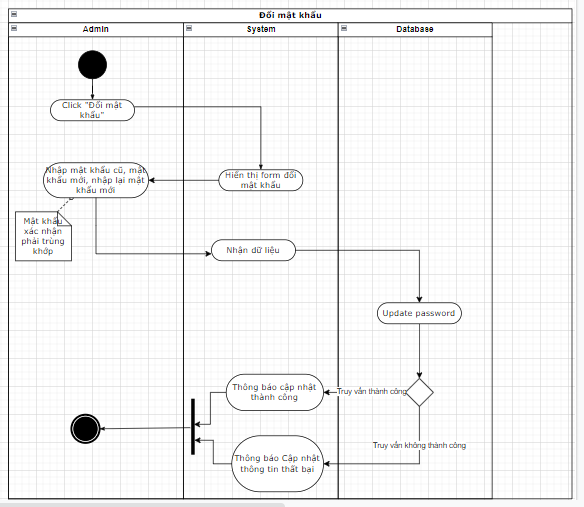 Đổi mật khẩu
Admin
System
Database
Click "Đổi mật
khẩu"
Nhập mật khẩu cũ, mật
khẩu mới, nhập lại mật
khẩu mới
Hiển thị form đổi
mật khẩu
Mật khẩu
xác nhận
phải trùng
khớp
Nhận dữ liệu
Update password
Thông báo cập nhật
thành công
Truy vấn thành công
Truy vấn không thành công
Thông báo Cập nhật
thông tin thất bại